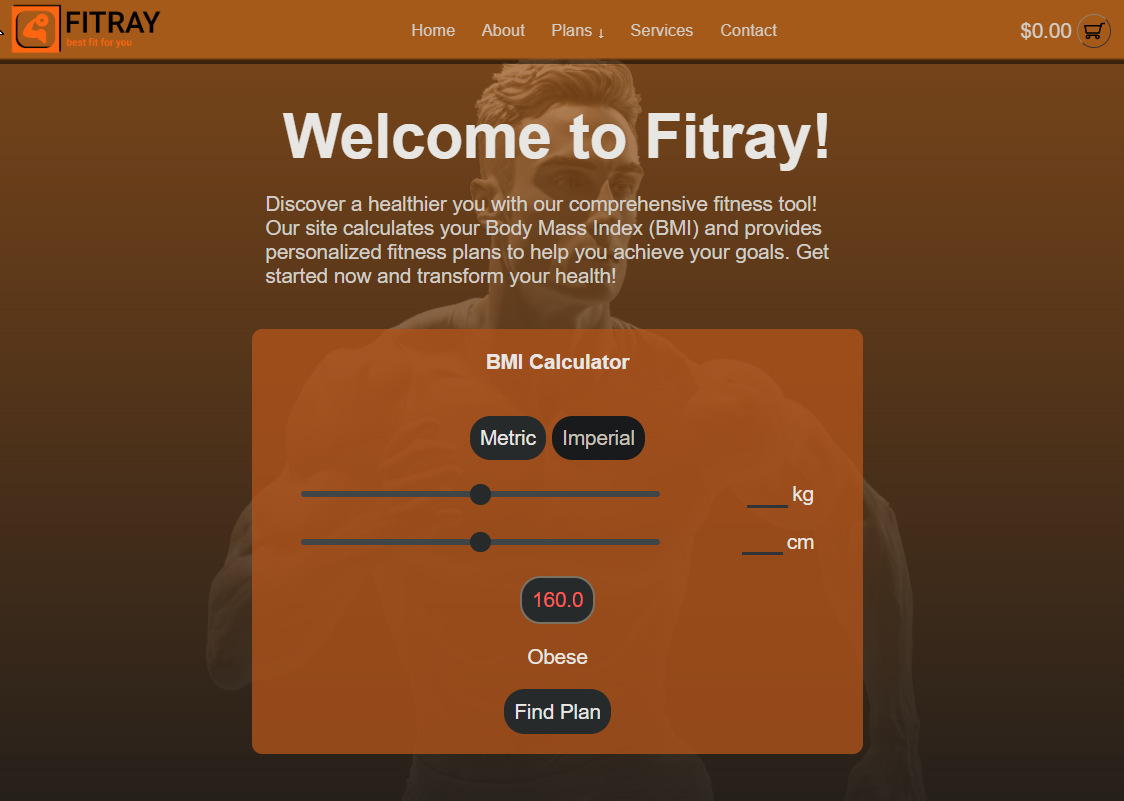 FITRAY
best fit for you
Home About Plans ↓ Services Contact
$0.00
Welcome to Fitray!
Discover a healthier you with our comprehensive fitness tool!
Our site calculates your Body Mass Index (BMI) and provides
personalized fitness plans to help you achieve your goals. Get
started now and transform your health!
BMI Calculator
Metric Imperial
kg
cm
160.0
Obese
Find Plan